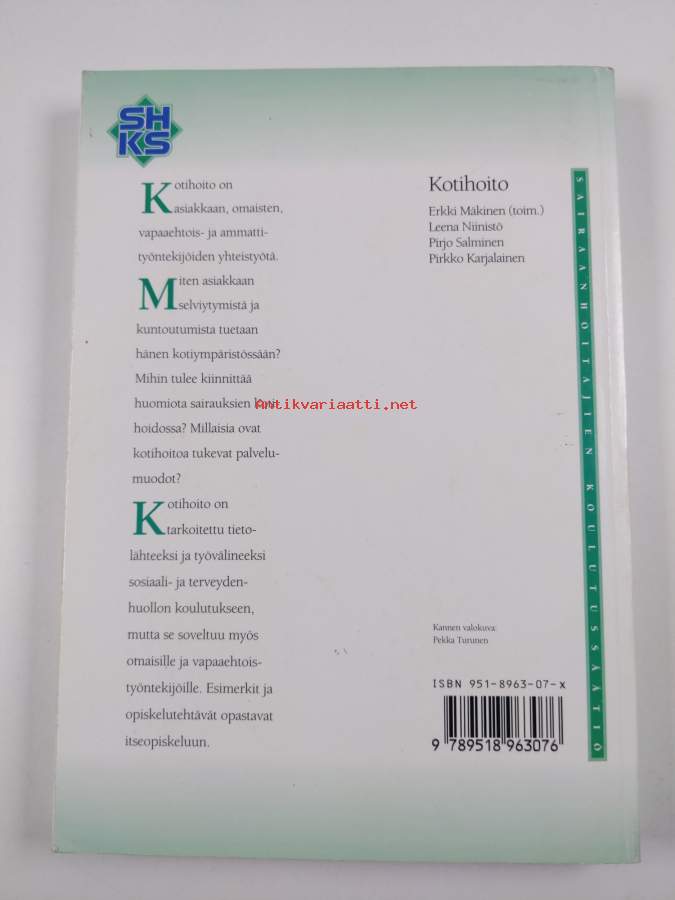 SH
KS
Kotihoito on
asiakkaan, omaisten,
vapaaehtois- ja ammatti-
työntekijöiden yhteistyötä.
Miten asiakkaan
selviytymistä ja
kuntoutumista tuetaan
hänen kotiympäristössään?
Mihin tulee kiinnittää
huomiota sairauksien koti-
hoidossa? Millaisia ovat
kotihoitoa tukevat palvelu-
muodot?
Kotihoito on
tarkoitettu tieto-
lähteeksi ja työvälineeksi
sosiaali- ja terveyden-
huollon koulutukseen,
mutta se soveltuu myös
omaisille ja vapaaehtois-
työntekijöille. Esimerkit ja
opiskelutehtävät opastavat
itseopiskeluun.
Kotihoito
Erkki Mäkinen (toim.)
Leena Niinistö
Pirjo Salminen
Pirkko Karjalainen
Antikvariaatti.net
Kannen valokuva:
Pekka Turunen
ISBN 951-8963-07-X
9 789518 963076
SAIRAANHOITAJIEN KOULUTUSSÄÄTIÖ